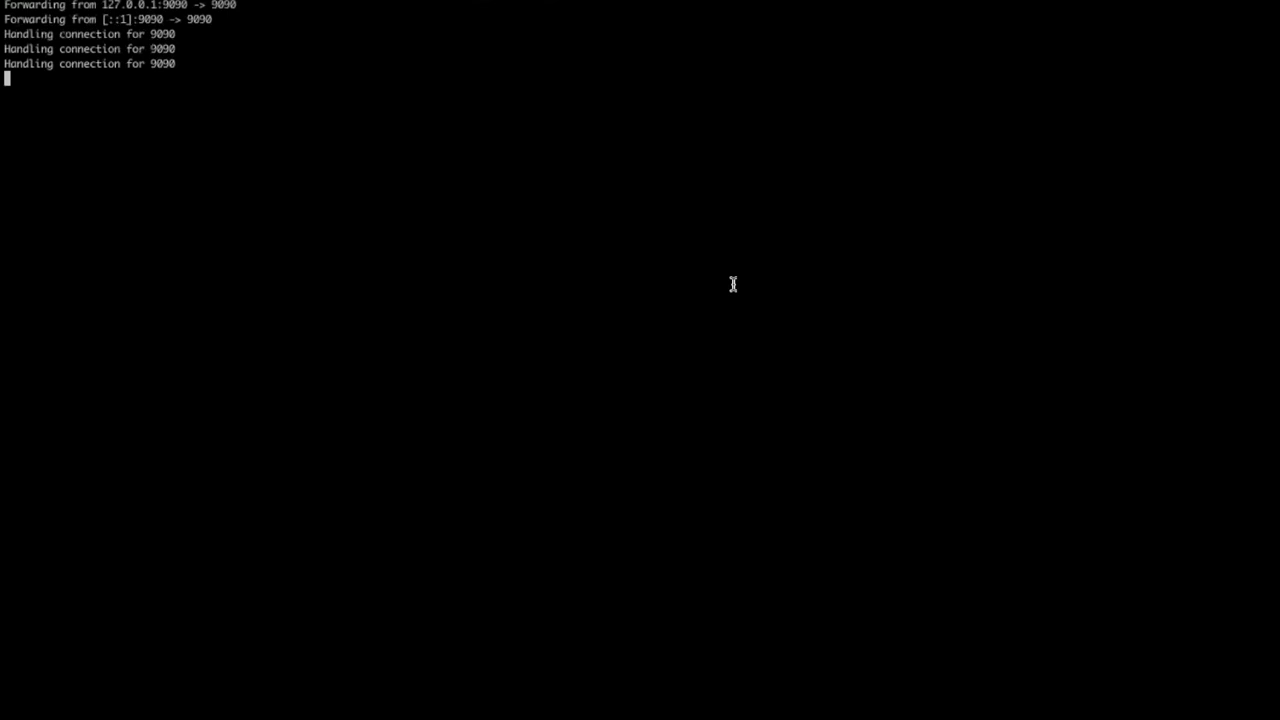 Forwarding from 127.0.0.1:9090 -> 9090
Forwarding from [::1]:9090 -> 9090
Handling connection for 9090
Handling connection for 9090
Handling connection for 9090